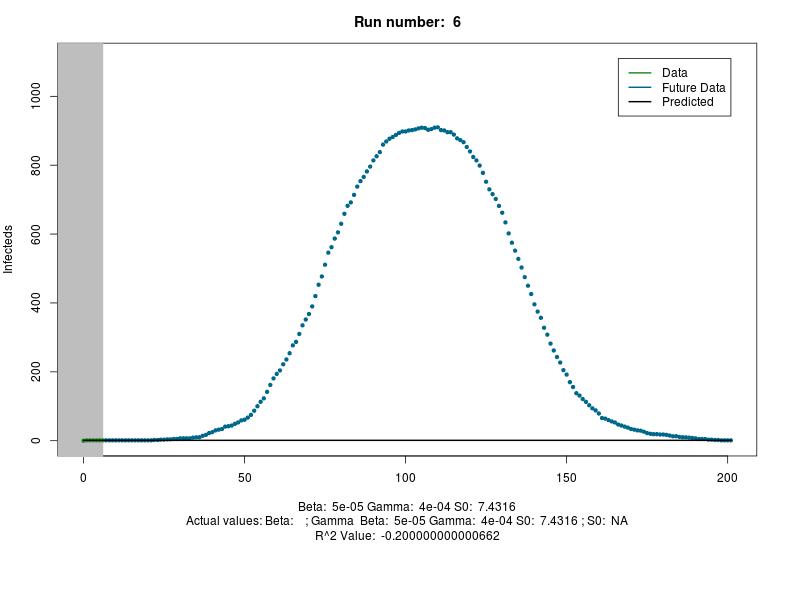 Run number: 6
Data
Future Data
Predicted
Infecteds
1000
800
600
400
200
0
0 50 100 150 200
Beta: 5e-05 Gamma: 4e-04 S0: 7.4316
Actual values: Beta: ; Gamma Beta: 5e-05 Gamma: 4e-04 S0: 7.4316 ; S0: NA
R^2 Value: -0.200000000000662